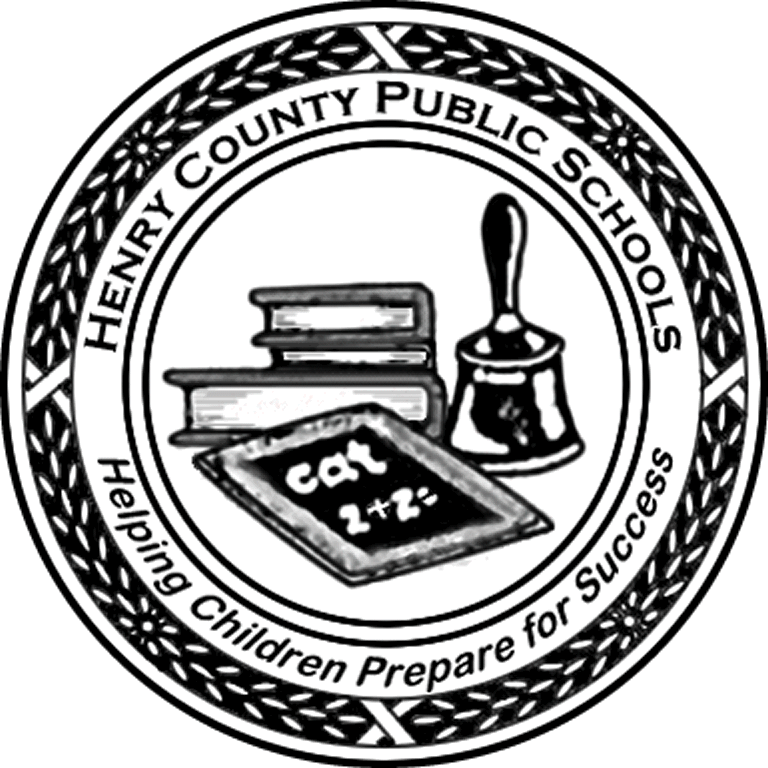 HENRY COUNTY PUBLIC SCHOOLS
cat
2+2=
Helping Children Prepare for Success